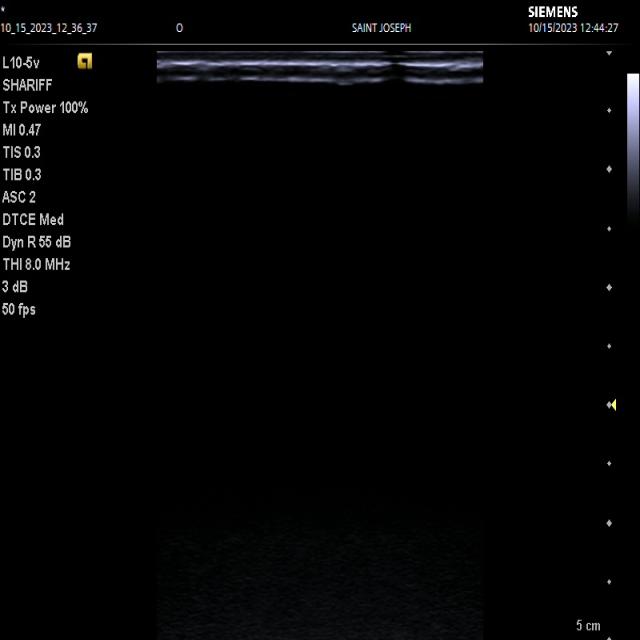 *
SIEMENS
10_15_2023_12_36_37 O SAINT JOSEPH 10/15/2023 12:44:27
L10-5v
SHARIFF
Tx Power 100%
MI 0.47
TIS 0.3
TIB 0.3
ASC 2
DTCE Med
Dyn R 55 dB
THI 8.0 MHz
3 dB
50 fps
5 cm